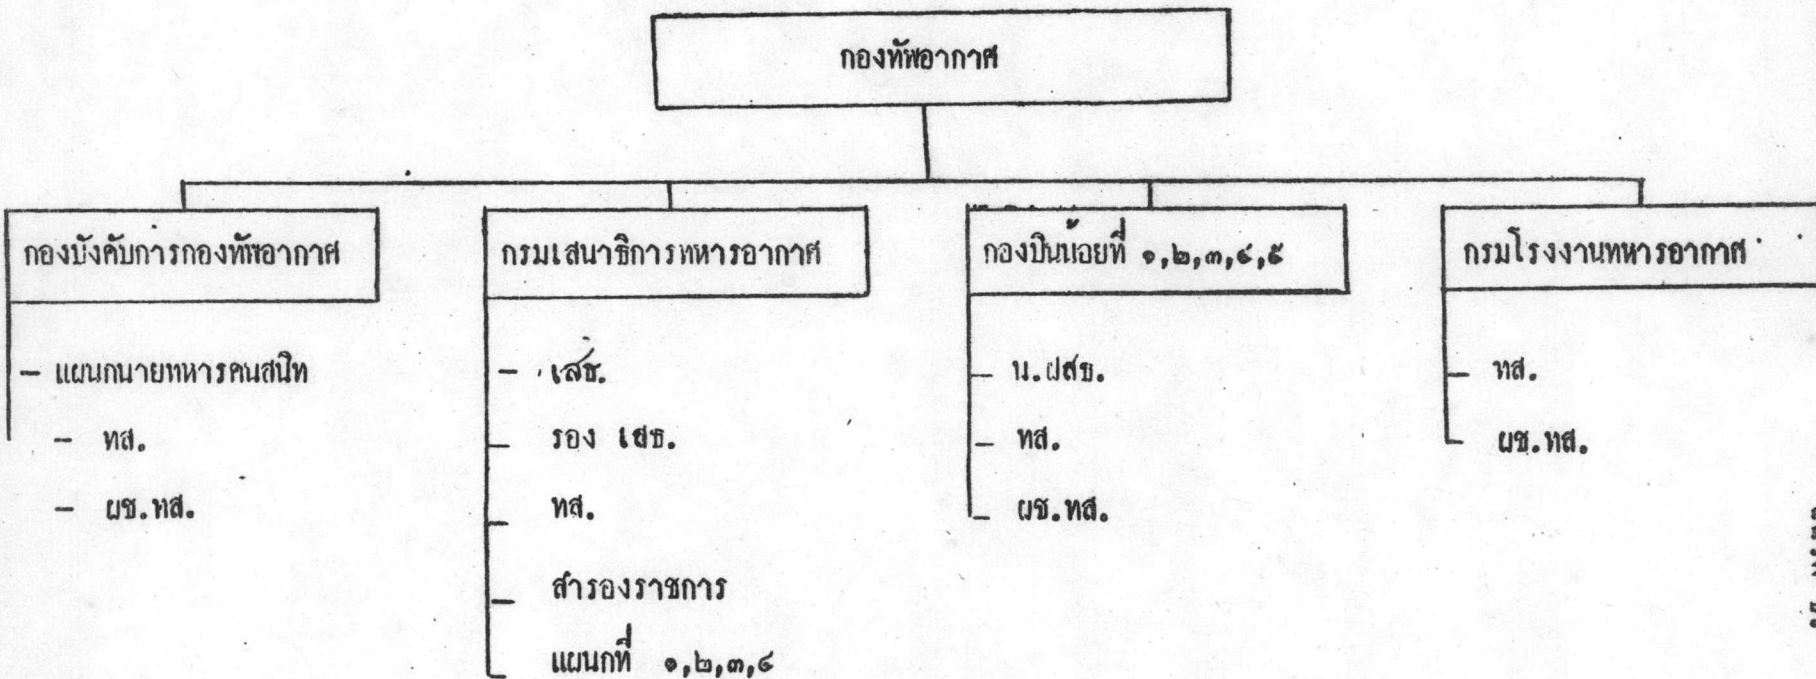 กองทัพอากาศ
กองบังคับการกองทัพอากาศ
– แผนกนายทหารคนสนิท
– ทส.
– ผช.ทส.
กรมเสนาธิการทหารอากาศ
– เสธ.
– รอง เสธ.
– ทส.
– สำรองราชการ
– แผนกที่ ๑,๒,๓,๔
กองบินน้อยที่ ๑,๒,๓,๔,๕
– น.ฝสธ.
– ทส.
– ผช.ทส.
กรมโรงงานทหารอากาศ
– ทส.
– ผช.ทส.